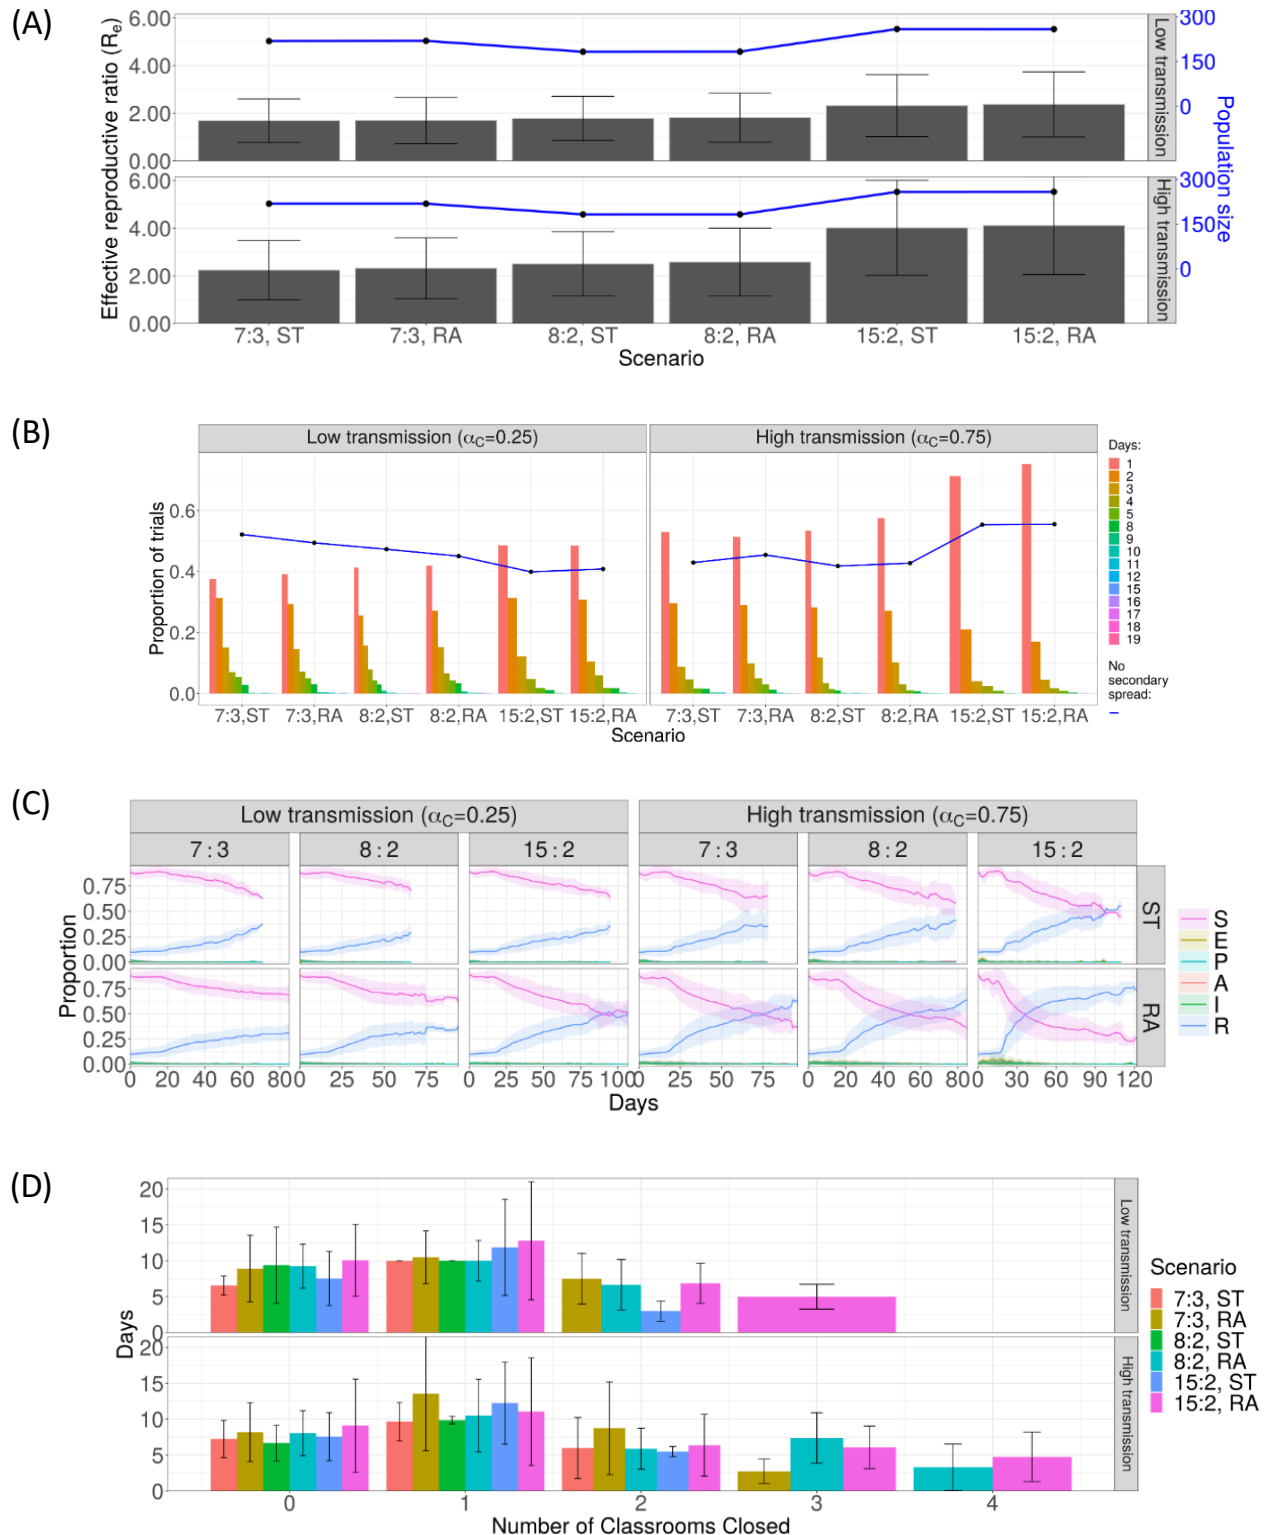 (A)
Effective reproductive ratio (Re)
6.00
4.00
2.00
0.00
300
150
0
Low transmission
6.00
4.00
2.00
0.00
300
150
0
High transmission
Population size
7:3, ST
7:3, RA
8:2, ST
8:2, RA
15:2, ST
15:2, RA
Scenario
(B)
Low transmission (αC=0.25)
High transmission (αC=0.75)
Proportion of trials
0.6
0.4
0.2
0.0
7:3,ST
7:3,RA
8:2,ST
8:2,RA
15:2,ST
15:2,RA
7:3,ST
7:3,RA
8:2,ST
8:2,RA
15:2,ST
15:2,RA
Scenario
Days:
1
2
3
4
5
8
9
10
11
12
15
16
17
18
19
No
secondary
spread:
(C)
Low transmission (αC=0.25)
High transmission (αC=0.75)
7 : 3
8 : 2
15 : 2
7 : 3
8 : 2
15 : 2
Proportion
0.75
0.50
0.25
0.00
ST
0.75
0.50
0.25
0.00
RA
0 20 40 60 80
0 25 50 75
0 25 50 75 100
0 25 50 75
0 20 40 60 80
0 30 60 90 120
Days
S
E
P
A
I
R
(D)
Days
20
15
10
5
0
Low transmission
20
15
10
5
0
High transmission
0 1 2 3 4
Number of Classrooms Closed
Scenario
7:3, ST
7:3, RA
8:2, ST
8:2, RA
15:2, ST
15:2, RA